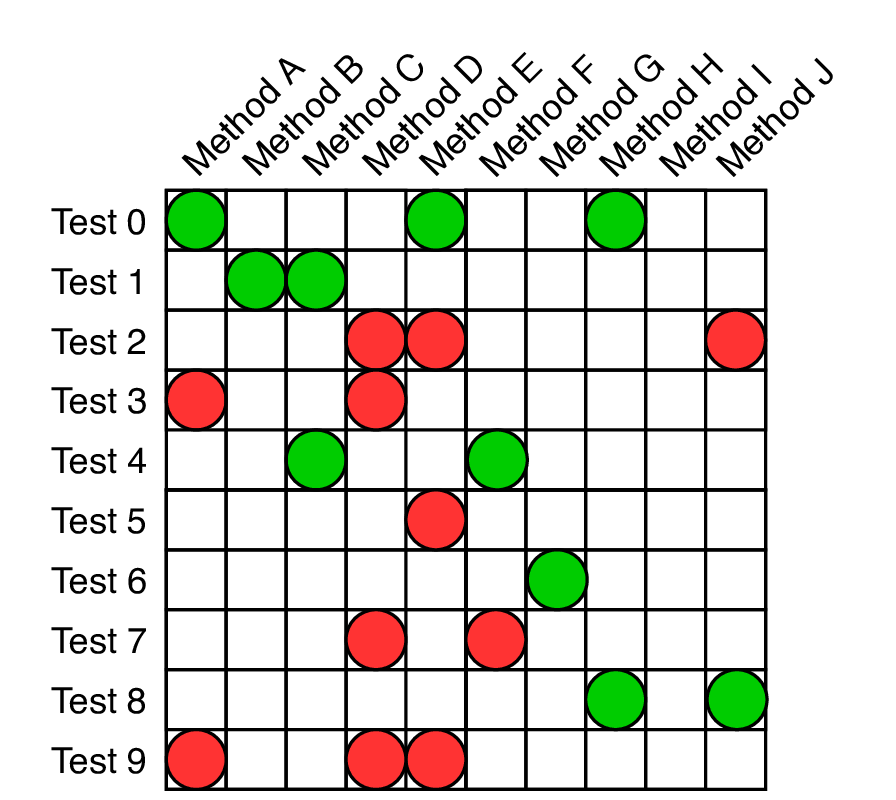 Method A
Method B
Method C
Method D
Method E
Method F
Method G
Method H
Method I
Method J
Test 0
Test 1
Test 2
Test 3
Test 4
Test 5
Test 6
Test 7
Test 8
Test 9